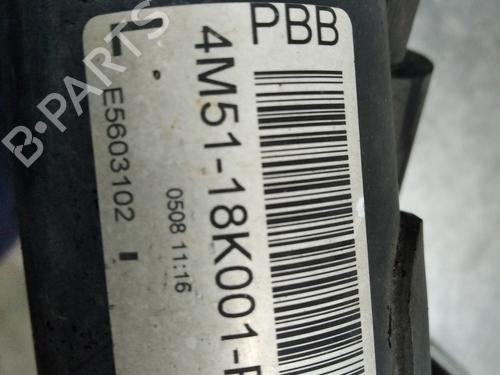 PBB
4M51-18K001-
L
E5603102
0508 11:16
B·PARTS